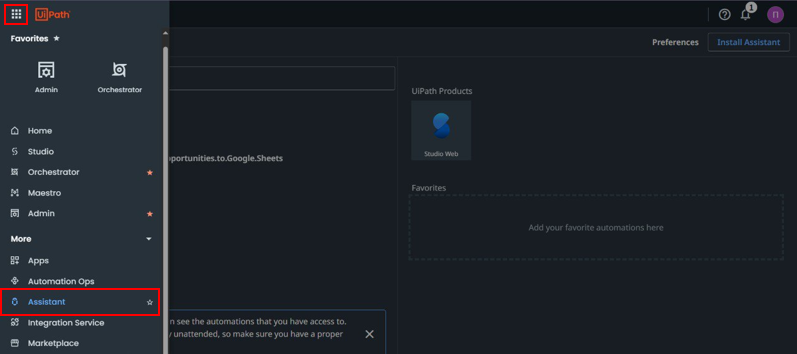 UiPath
1
П
Favorites
Preferences
Install Assistant
Admin
Orchestrator
UiPath Products
Studio Web
Home
Studio
pportunities.to.Google.Sheets
Orchestrator
Favorites
Maestro
Admin
Add your favorite automations here
More
Apps
Automation Ops
Assistant
Integration Service
n see the automations that you have access to.
y unattended, so make sure you have a proper
Marketplace